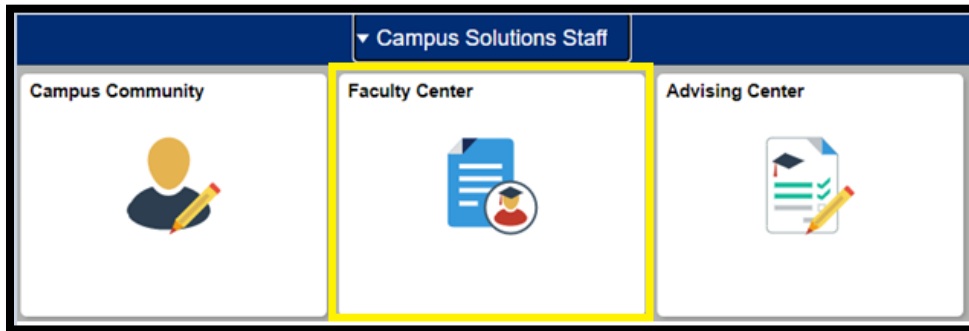 Campus Solutions Staff
Campus Community
Faculty Center
Advising Center